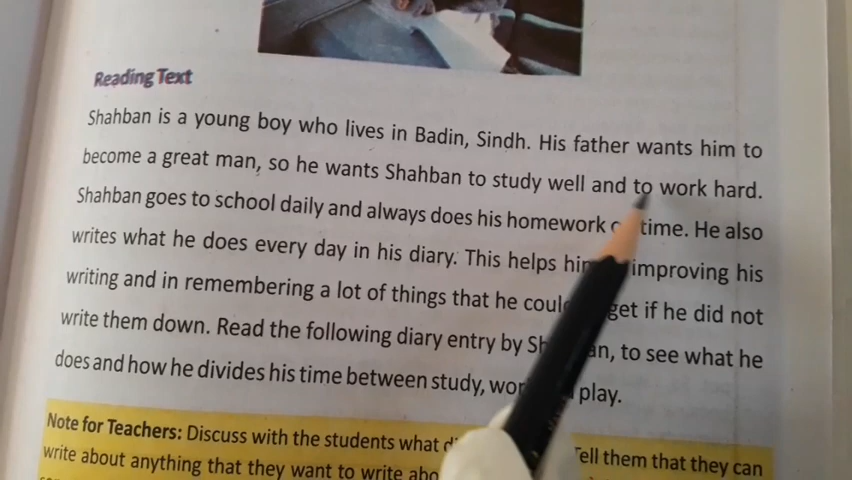 Reading Text
Shahban is a young boy who lives in Badin, Sindh. His father wants him to
become a great man, so he wants Shahban to study well and to work hard.
Shahban goes to school daily and always does his homework time. He also
writes what he does every day in his diary. This helps improving his
writing and in remembering a lot of things that he if he did not
write them down. Read the following diary entry by to see what he
does and how he divides his time between study, play.
Note for Teachers: Discuss with the students what Tell them that they can
write about anything that they want to write